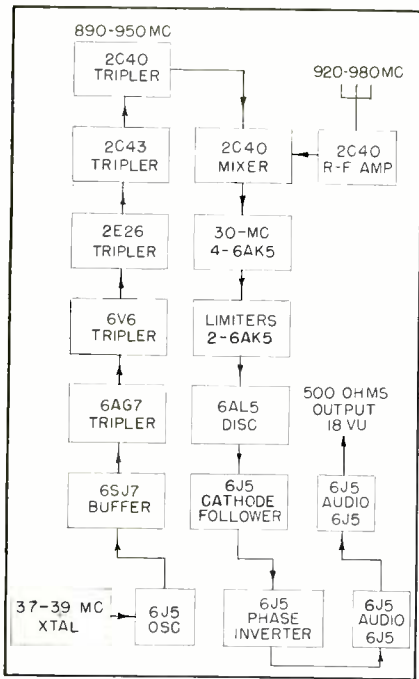 890-950 MC
2C40
TRIPLER
2C43
TRIPLER
2E26
TRIPLER
6V6
TRIPLER
6AG7
TRIPLER
6SJ7
BUFFER
37-39 MC
XTAL
6J5
OSC
920-980 MC
2C40
R-F AMP
2C40
MIXER
30-MC
4-6AK5
LIMITERS
2-6AK5
6AL5
DISC
6J5
CATHODE
FOLLOWER
6J5
PHASE
INVERTER
6J5
AUDIO
6J5
6J5
AUDIO
6J5
500 OHMS
OUTPUT
18 VU